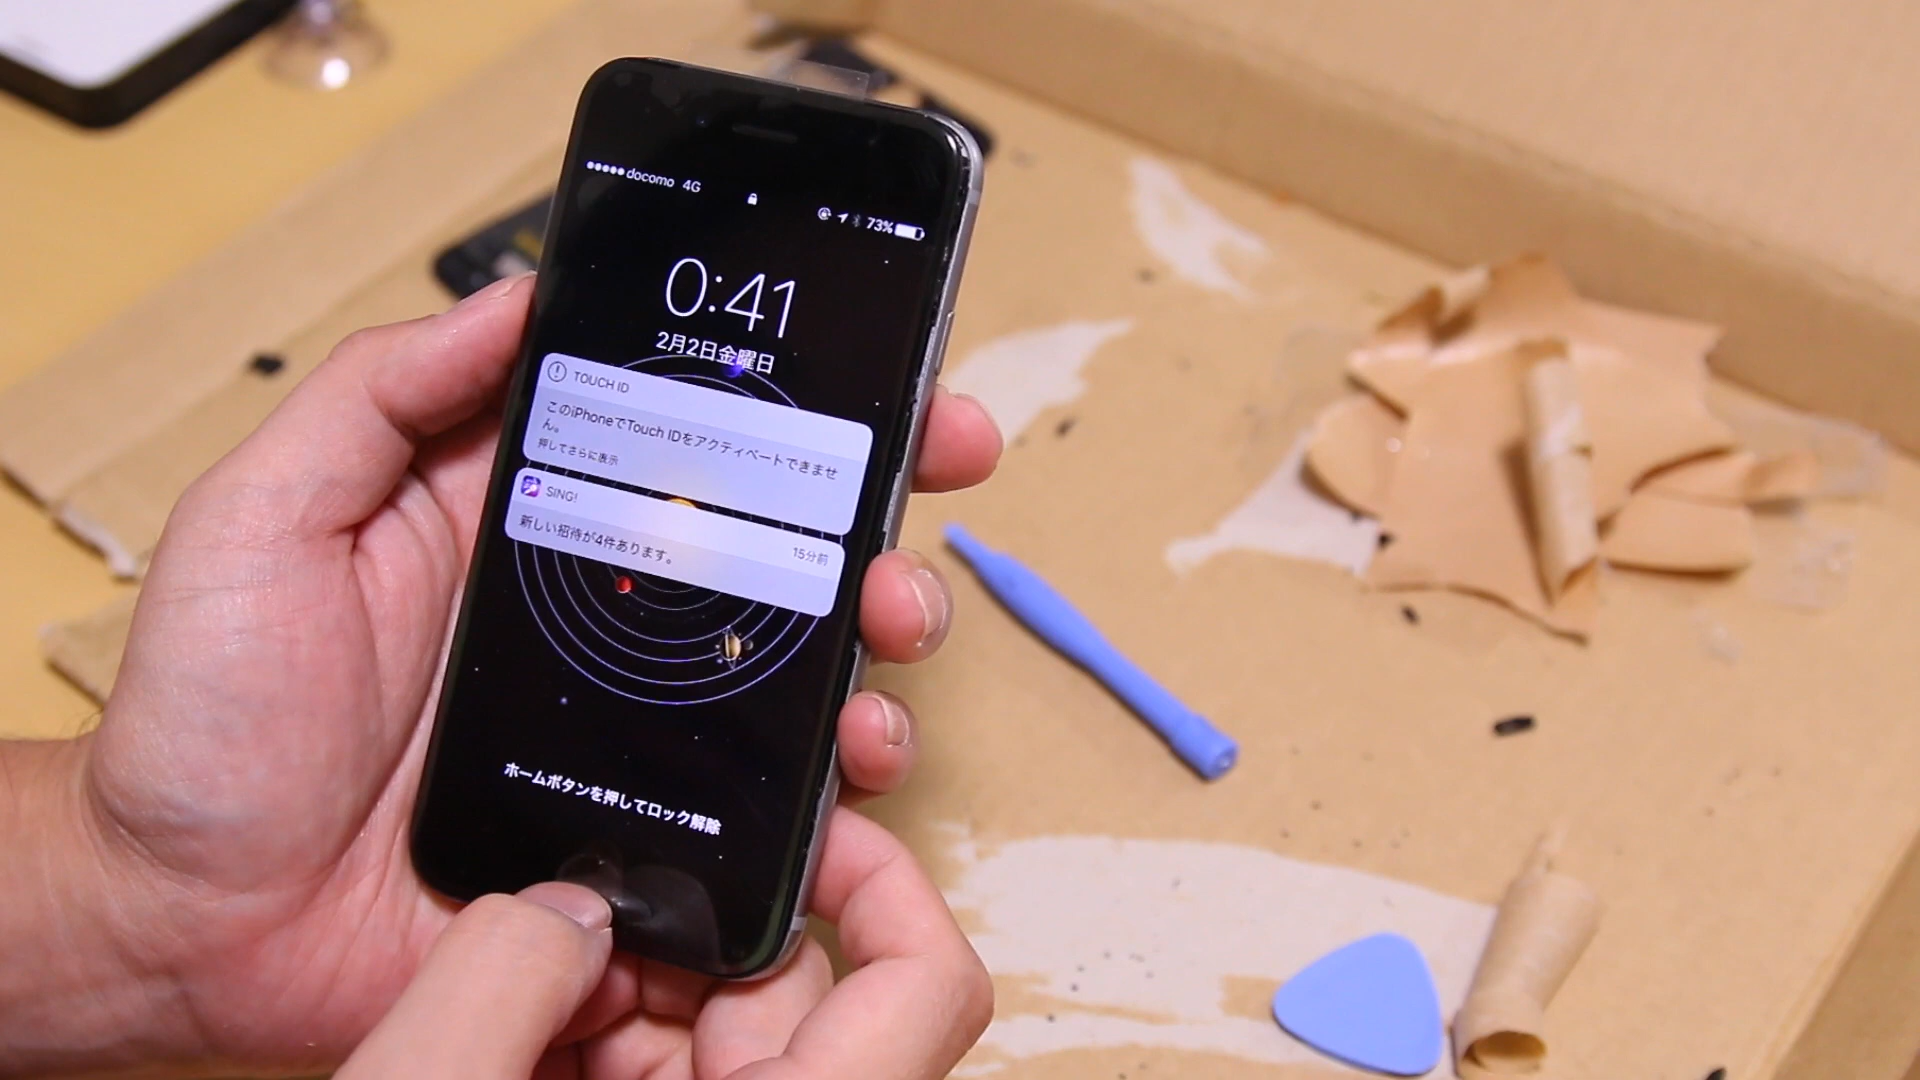 docomo 4G
73%
0:41
2月2日金曜日
TOUCH ID
このiPhoneでTouch IDをアクティベートできませ
ん。
押してさらに表示
SING!
15分前
新しい招待が4件あります。
ホームボタンを押してロック解除